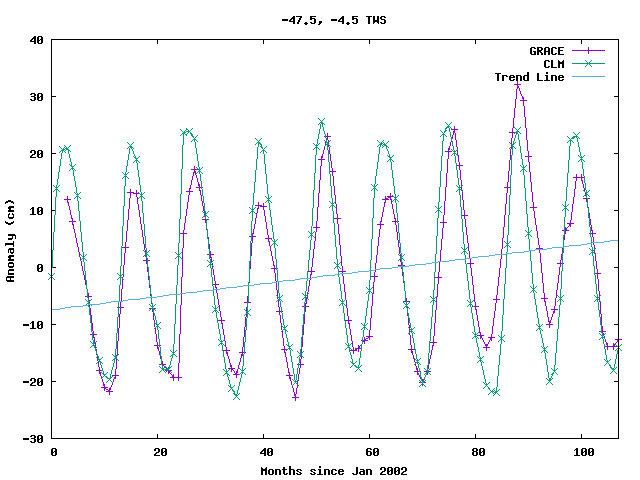 -47.5, -4.5 TWS
GRACE
CLM
Trend Line
40
30
20
10
0
-10
-20
-30
Anomaly (cm)
0 20 40 60 80 100
Months since Jan 2002